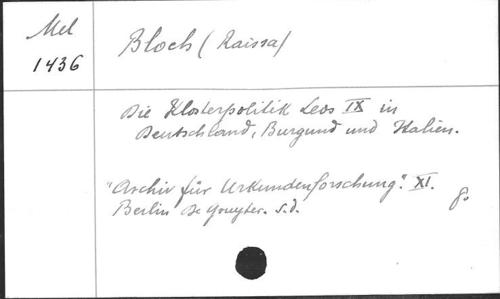 Mel
1436
Bloch (Raissa)
Die Klosterpolitik Leos IX in
Deutschland, Burgund und Italien.
"Archiv für Urkundenforschung". XI.
Berlin De Gruyter. s.d.
8º